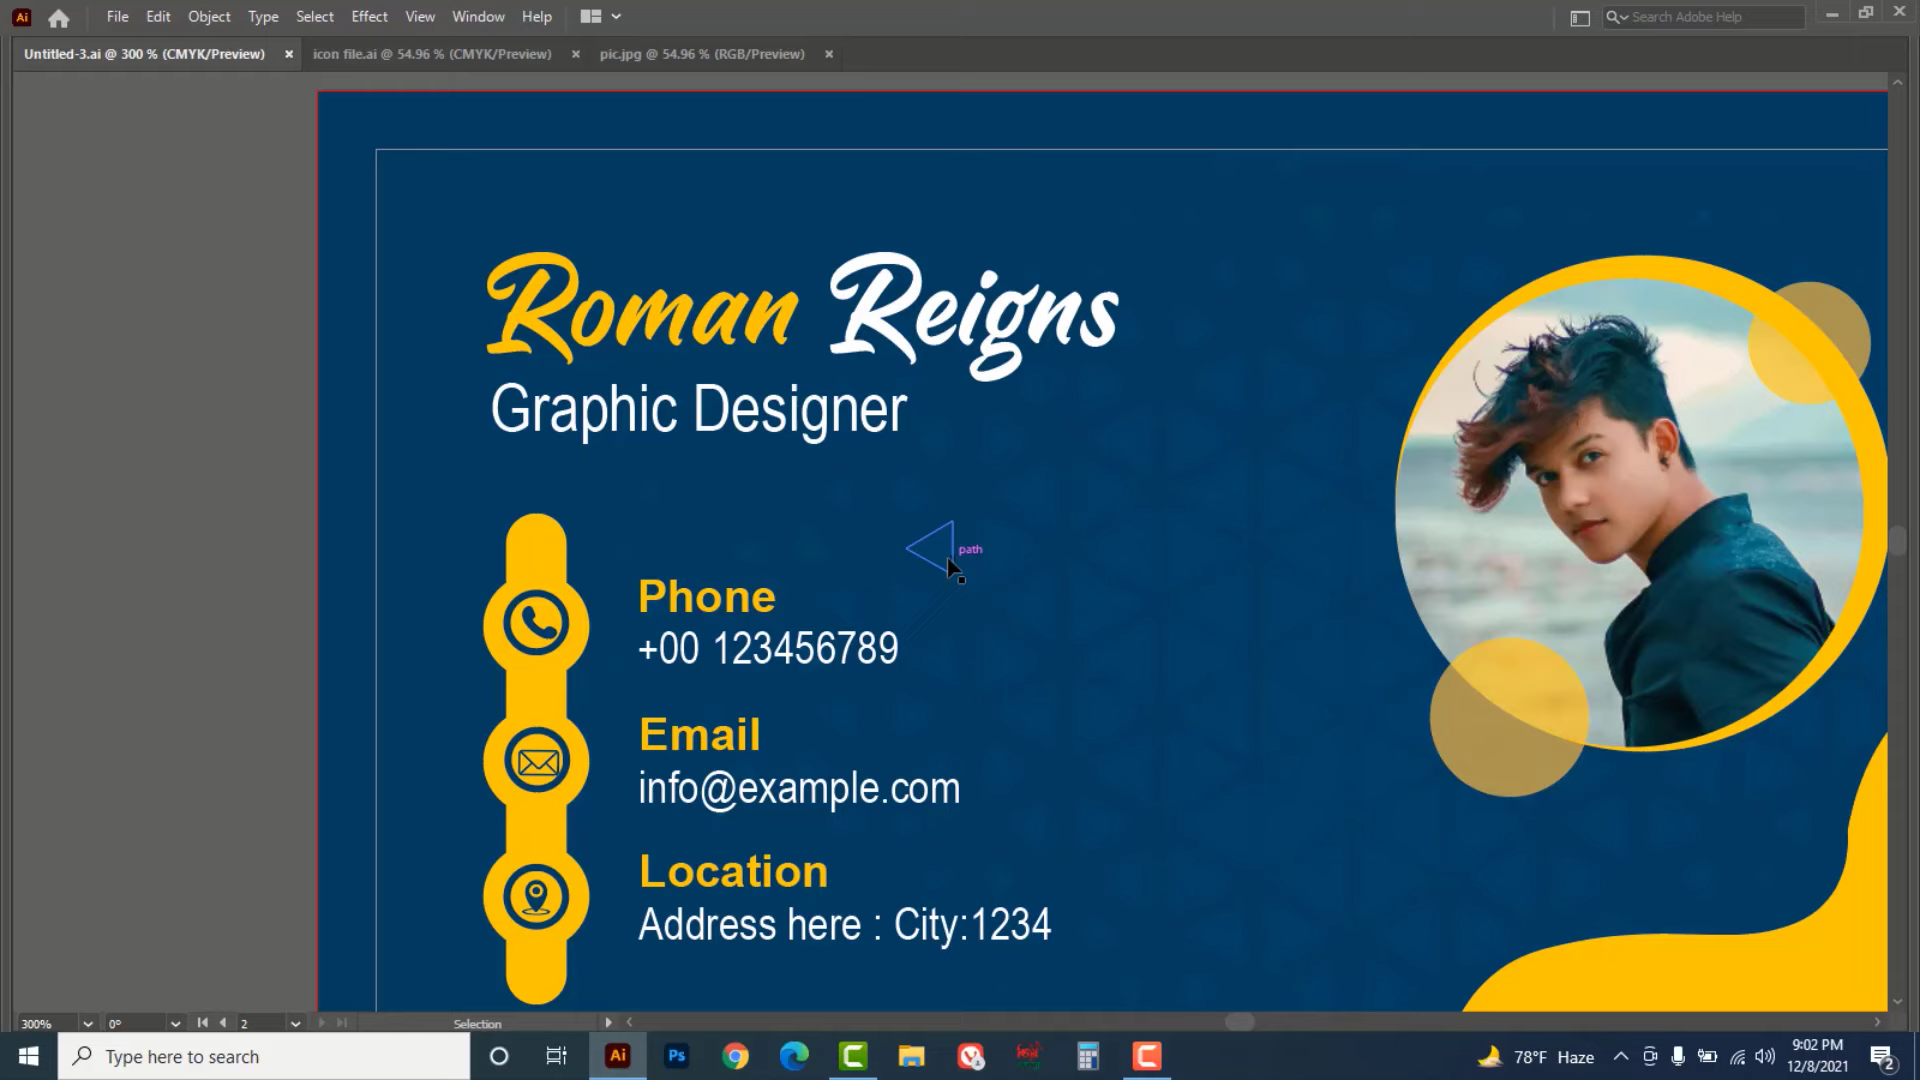 Ai File Edit Object Type Select Effect View Window Help Search Adobe Help
Untitled-3.ai @ 300 % (CMYK/Preview) icon file.ai @ 54.96 % (CMYK/Preview) pic.jpg @ 54.96 % (RGB/Preview)
Roman Reigns
Graphic Designer
path
Phone
+00 123456789
Email
info@example.com
Location
Address here : City:1234
300% 0° 2 Selection
Type here to search Ai Ps 78°F Haze 9:02 PM
12/8/2021 2